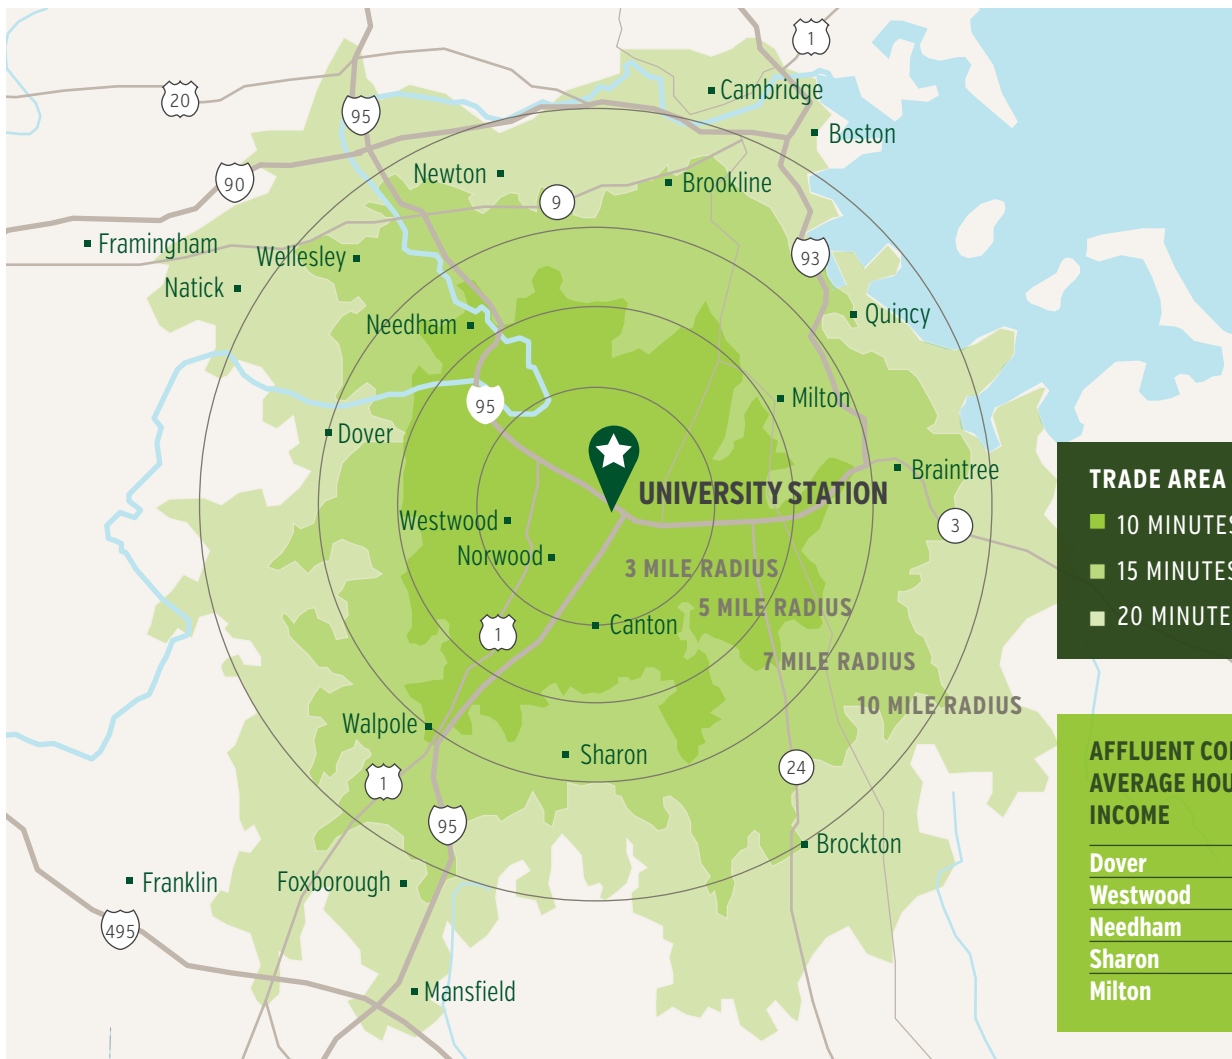 1
Cambridge
20
95
Boston
Newton
Brookline
90
9
Framingham
Wellesley
93
Natick
Quincy
Needham
95
Milton
Dover
Braintree
UNIVERSITY STATION
Westwood
3
Norwood
3 MILE RADIUS
5 MILE RADIUS
Canton
1
7 MILE RADIUS
10 MILE RADIUS
Walpole
Sharon
24
1
95
Brockton
Franklin
Foxborough
495
Mansfield
TRADE AREA
10 MINUTES
15 MINUTES
20 MINUTE
AFFLUENT
AVERAGE
INCOME
Dover
Westwood
Needham
Sharon
Milton